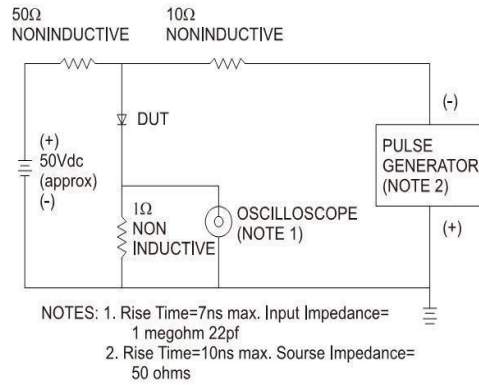 50Ω
NONINDUCTIVE
10Ω
NONINDUCTIVE
DUT
(+)
50Vdc
(approx)
(-)
1Ω
NON
INDUCTIVE
OSCILLOSCOPE
(NOTE 1)
(-)
PULSE
GENERATOR
(NOTE 2)
(+)
NOTES: 1. Rise Time=7ns max. Input Impedance=
1 megohm 22pf
2. Rise Time=10ns max. Sourse Impedance=
50 ohms